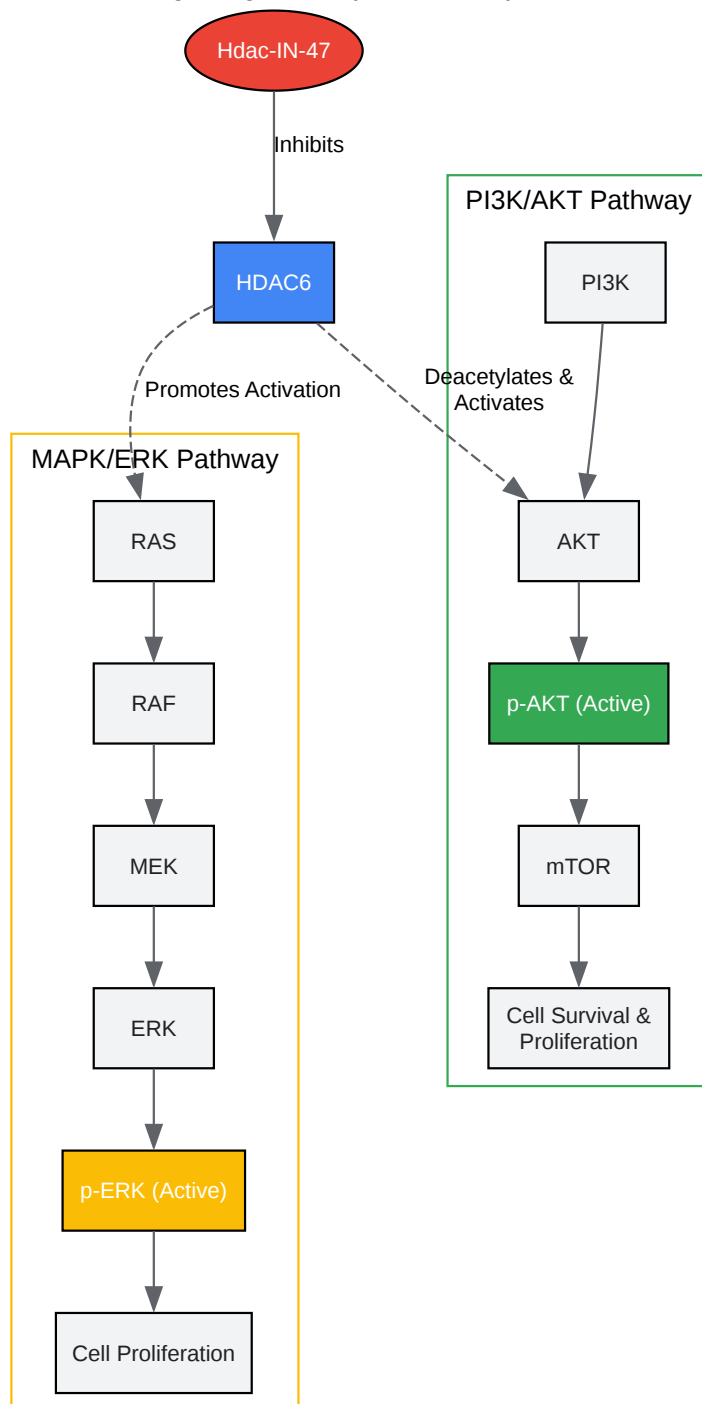 Hdac-IN-47
Inhibits
PI3K/AKT Pathway
HDAC6
PI3K
Promotes Activation
Deacetylates &
Activates
MAPK/ERK Pathway
RAS
AKT
RAF
p-AKT (Active)
MEK
mTOR
ERK
Cell Survival &
Proliferation
p-ERK (Active)
Cell Proliferation